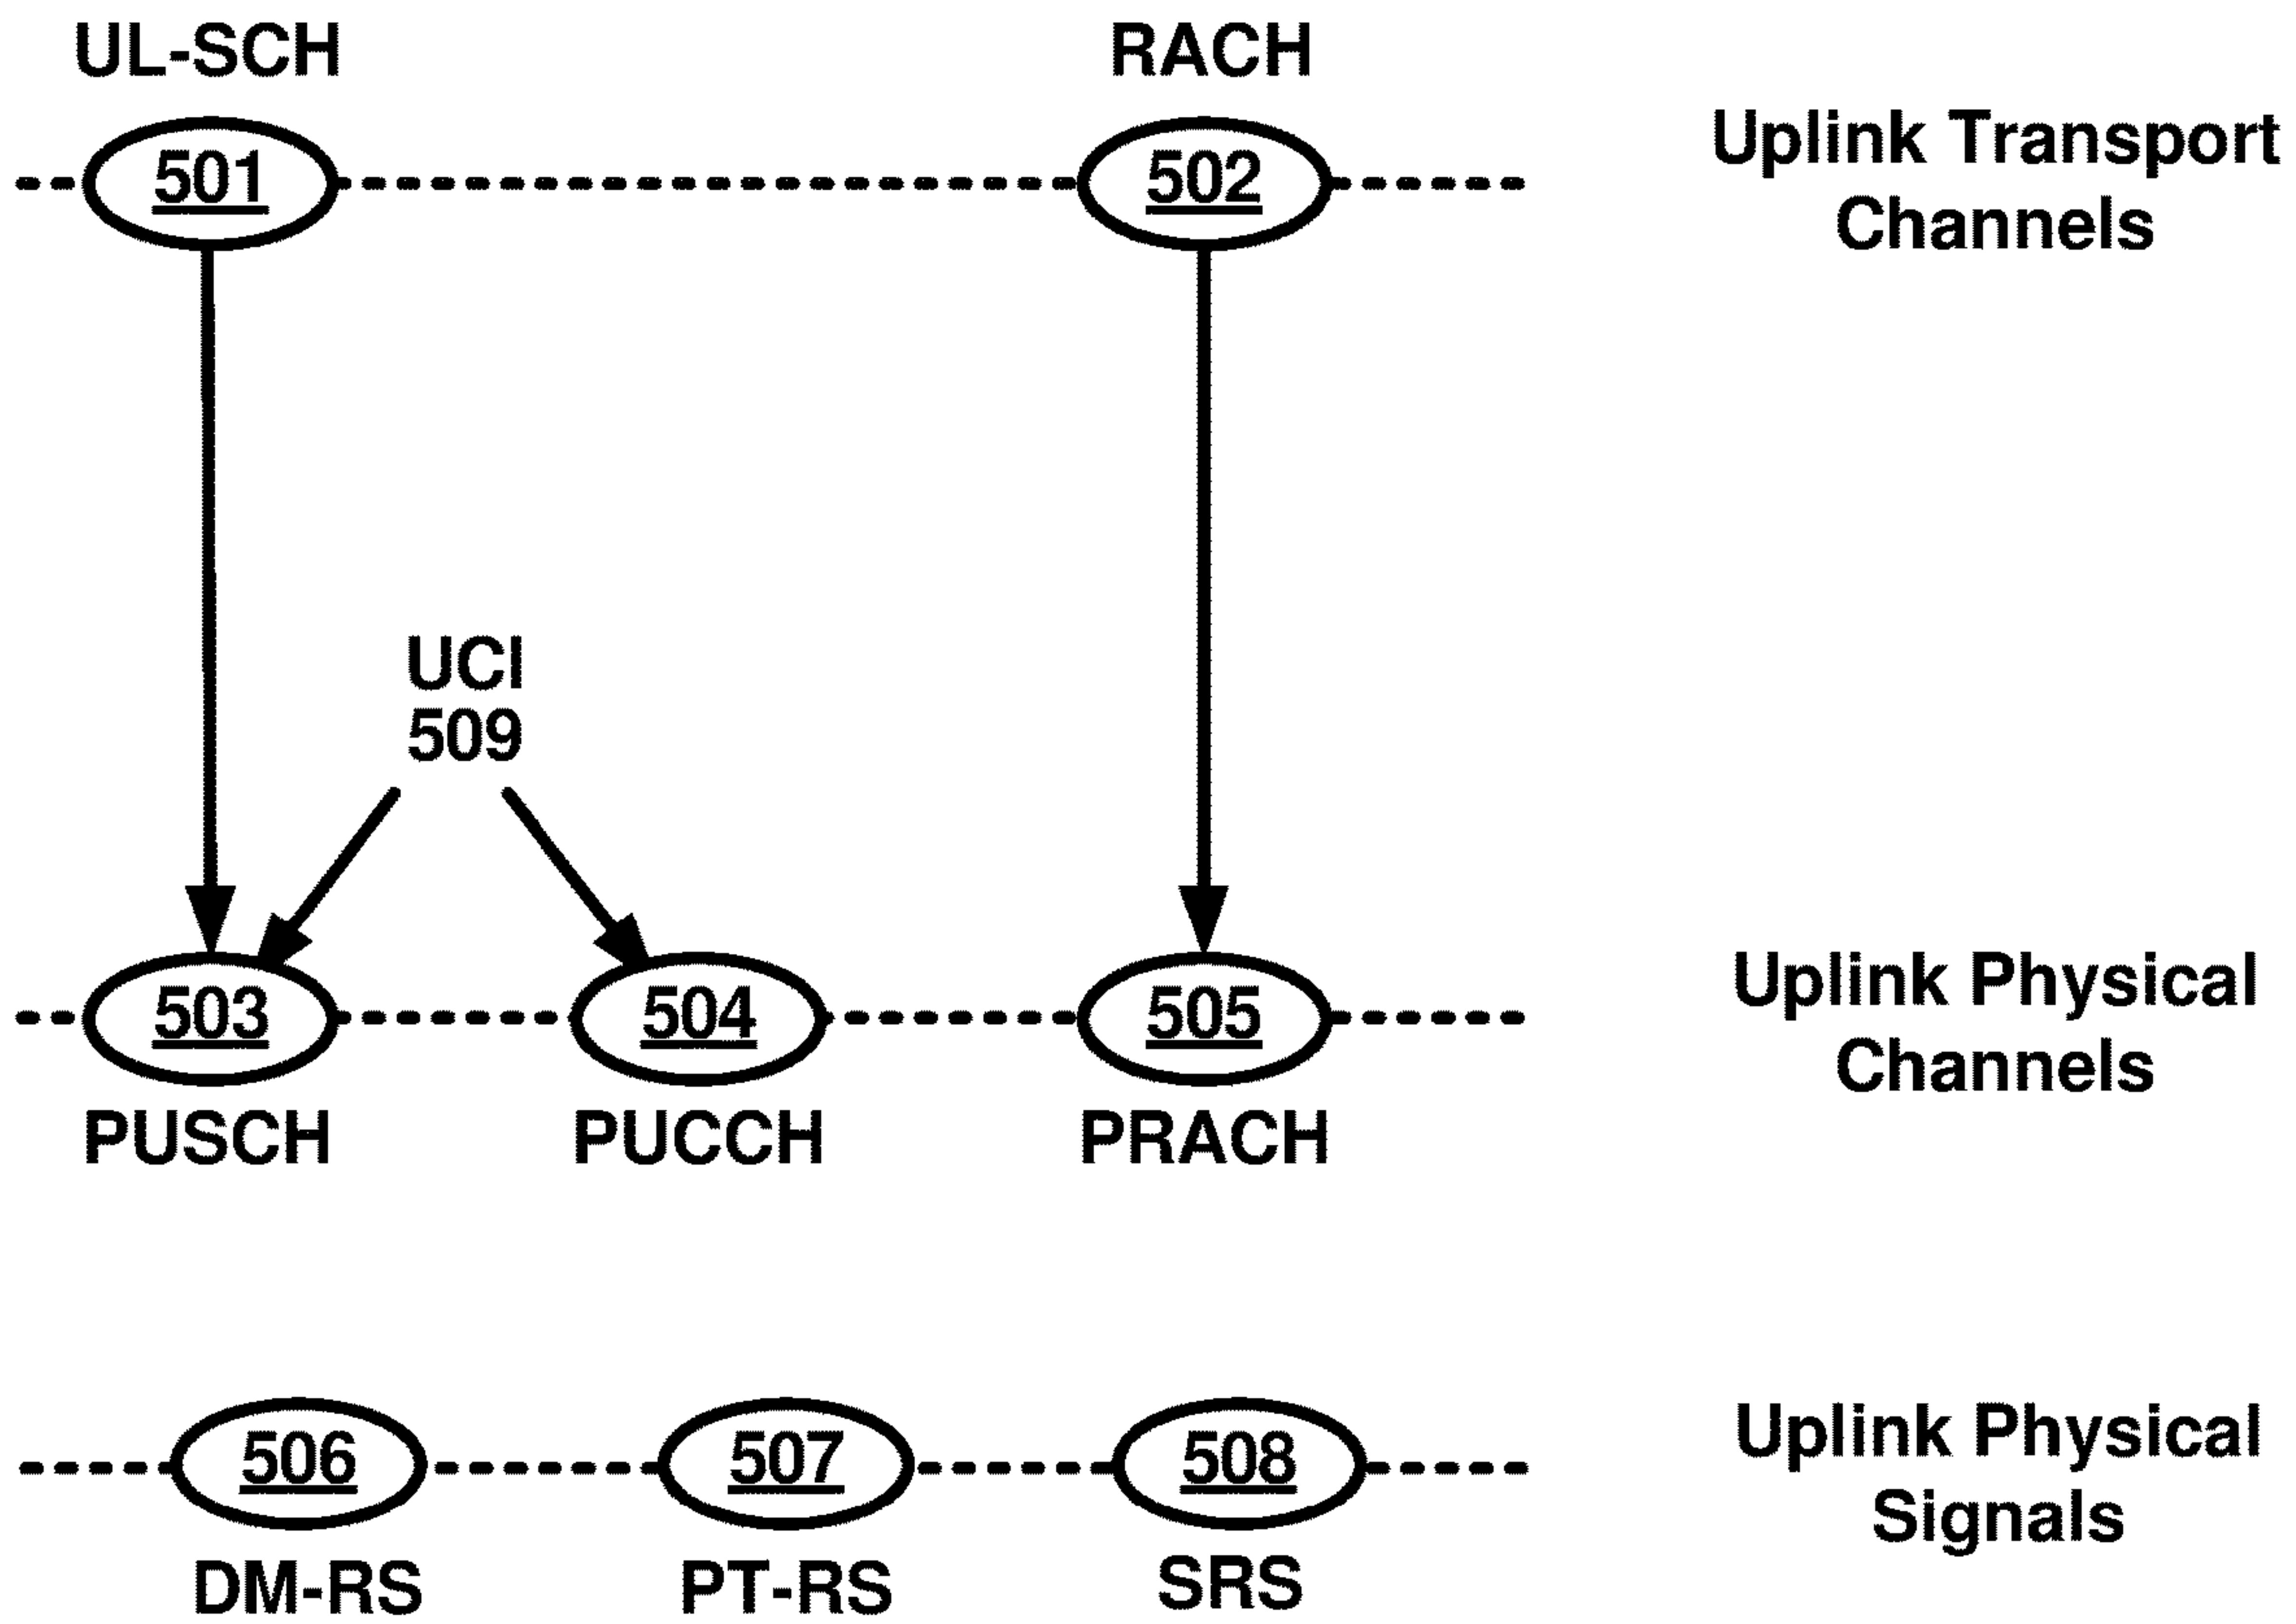 UL-SCH
RACH
501
502
Uplink Transport
Channels
UCI
509
503
504
505
Uplink Physical
Channels
PUSCH
PUCCH
PRACH
506
507
508
Uplink Physical
Signals
DM-RS
PT-RS
SRS